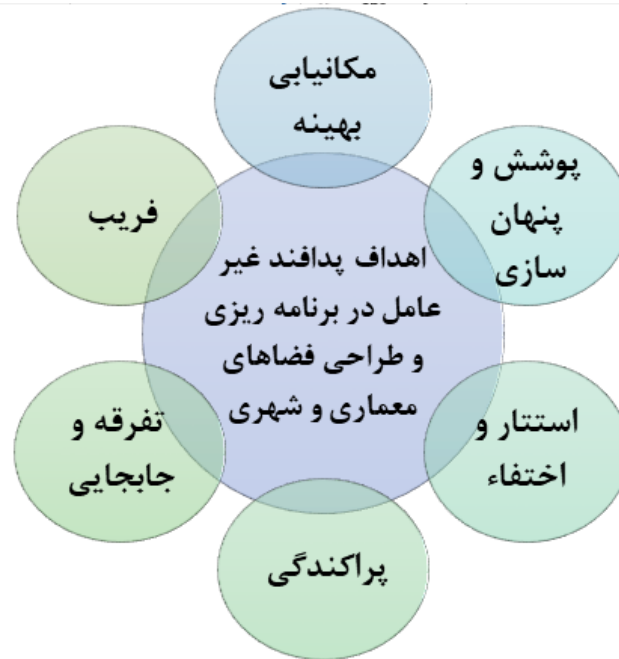 مکانیابی
بهینه
پوشش و
پنهان
سازی
فریب
اهداف پدافند غیر
عامل در برنامه ریزی
و طراحی فضاهای
معماری و شهری
استتار و
اختفاء
تفرقه و
جابجایی
پراکندگی